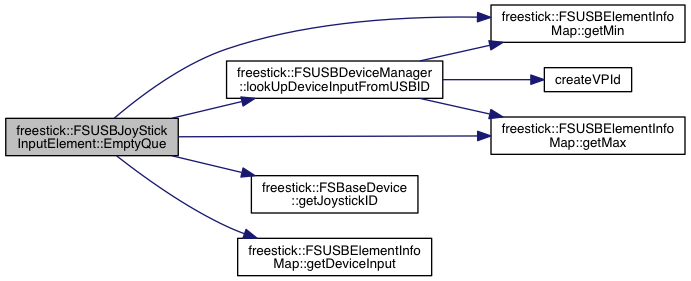 freestick::FSUSBJoyStick
InputElement::EmptyQue
freestick::FSUSBDeviceManager
::lookUpDeviceInputFromUSBID
freestick::FSBaseDevice
::getJoystickID
freestick::FSUSBElementInfo
Map::getDeviceInput
freestick::FSUSBElementInfo
Map::getMin
createVPId
freestick::FSUSBElementInfo
Map::getMax